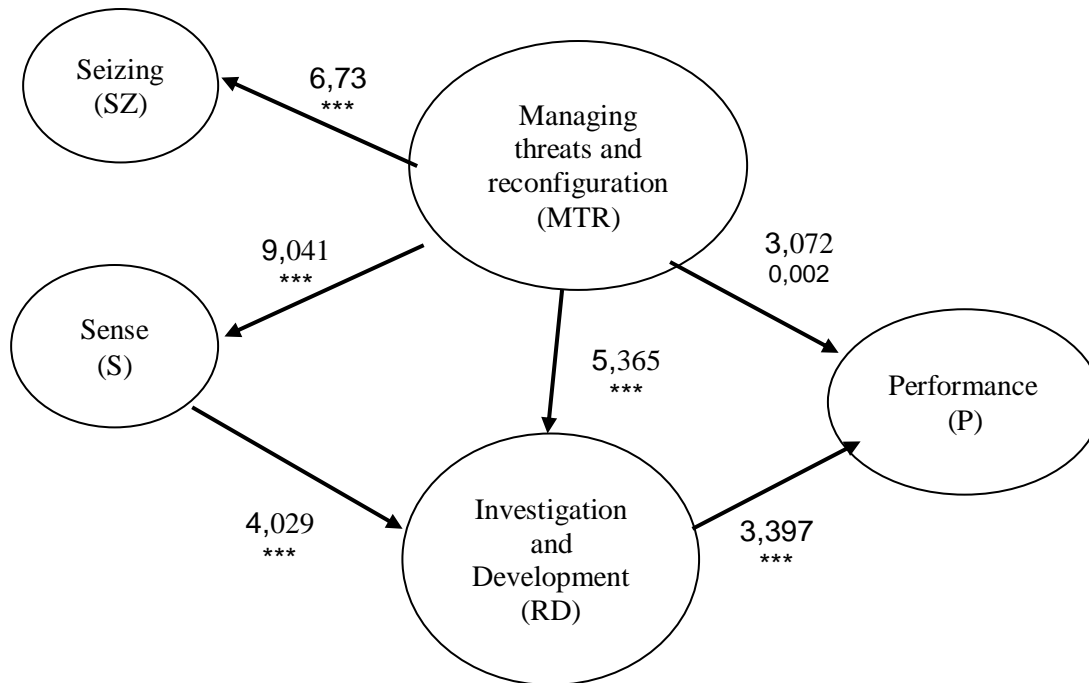 Seizing
(SZ)
6,73
***
Managing
threats and
reconfiguration
(MTR)
9,041
***
3,072
0,002
Sense
(S)
5,365
***
Performance
(P)
4,029
***
Investigation
and
Development
(RD)
3,397
***